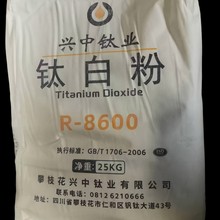 兴中钛业
钛白粉
Titanium Dioxide
R-8600
执行标准: GB/T1706-2006
净重: 25KG
攀枝花兴中钛业有限公司
电话: 0812 6210666
地址: 四川省攀枝花市仁和区钒钛大道43号